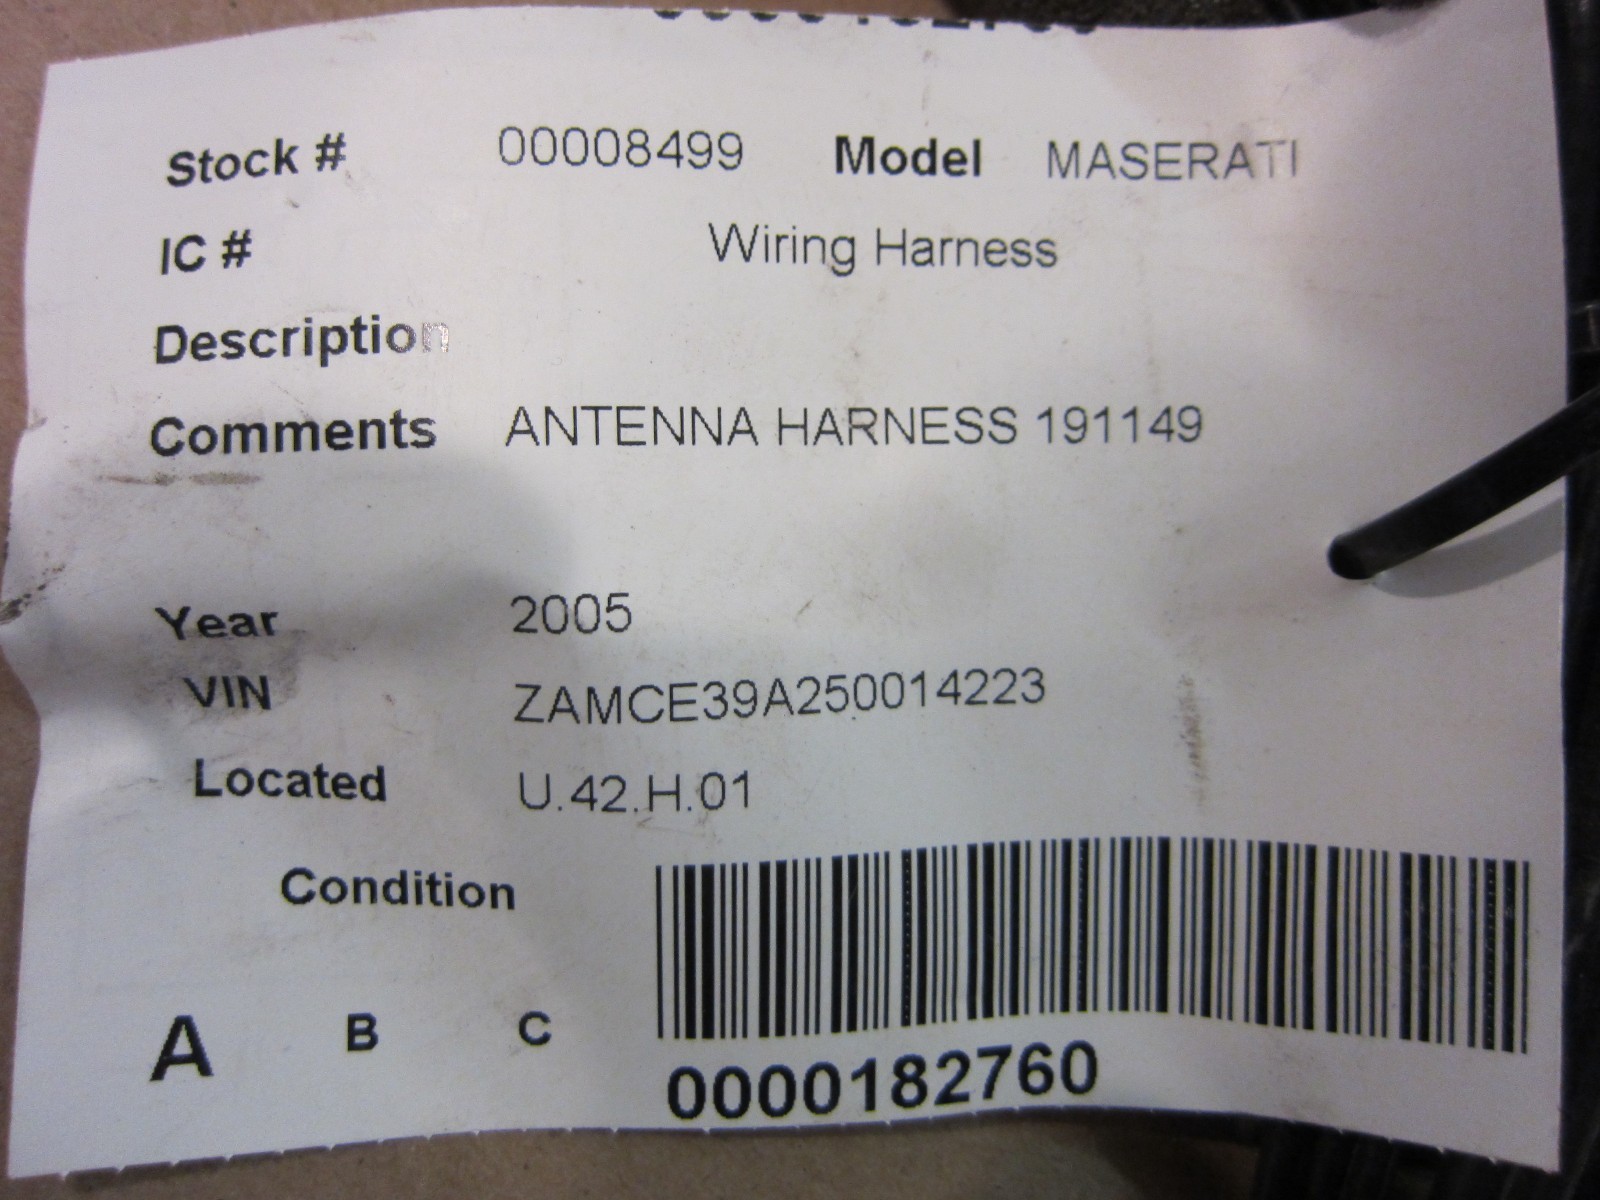 Stock # 00008499 Model MASERATI
IC # Wiring Harness
Description
Comments ANTENNA HARNESS 191149
Year 2005
VIN ZAMCE39A250014223
Located U.42.H.01
Condition
A B C
0000182760